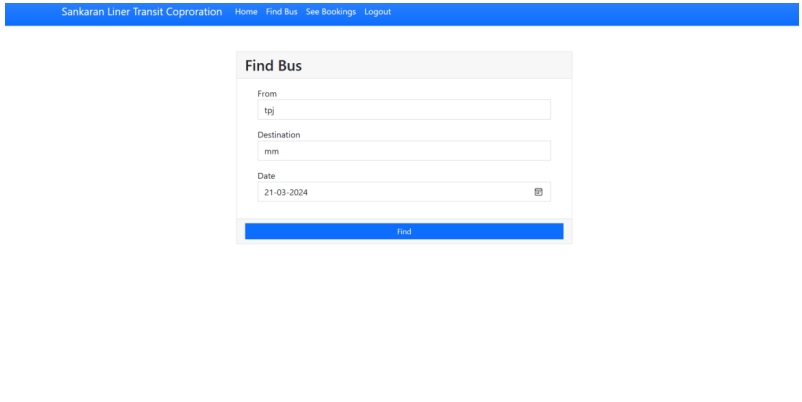 Sankaran Liner Transit Coproration Home Find Bus See Bookings Logout
Find Bus
From
tpj
Destination
mm
Date
21-03-2024
Find